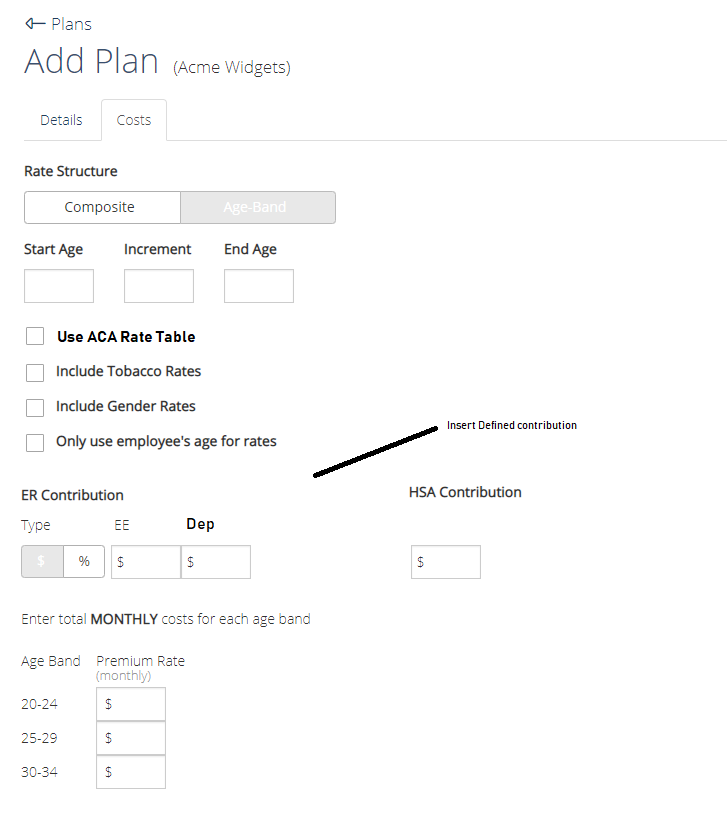 Plans
Add Plan (Acme Widgets)
Details Costs
Rate Structure
Composite Age-Band
Start Age Increment End Age
Use ACA Rate Table
Include Tobacco Rates
Include Gender Rates
Insert Defined contribution
Only use employee's age for rates
ER Contribution HSA Contribution
Type EE Dep
$ % $ $ $
Enter total MONTHLY costs for each age band
Age Band Premium Rate
(monthly)
20-24 $
25-29 $
30-34 $